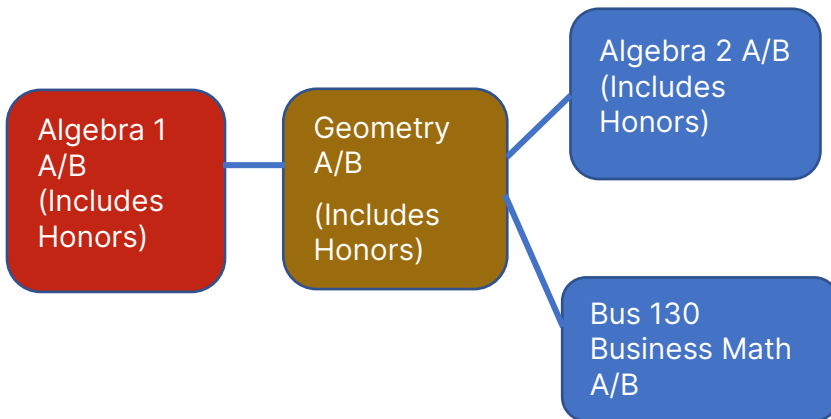 Algebra 1
A/B
(Includes
Honors)
Geometry
A/B
(Includes
Honors)
Algebra 2 A/B
(Includes
Honors)
Bus 130
Business Math
A/B